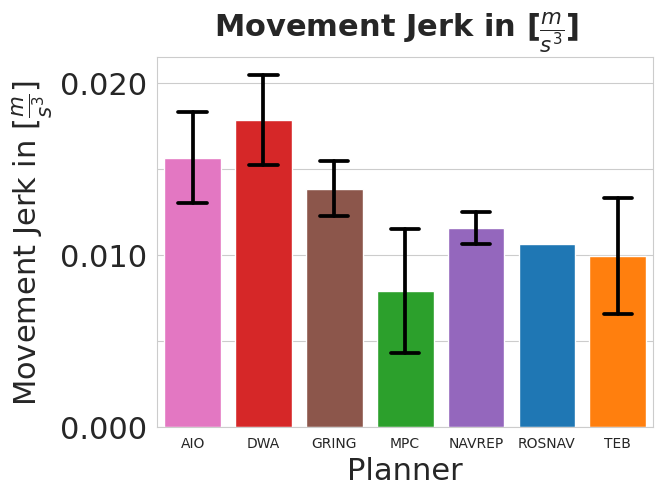 Movement Jerk in [m/s³]
Movement Jerk in [m/s³]
0.020
0.010
0.000
AIO DWA GRING MPC NAVREP ROSNAV TEB
Planner